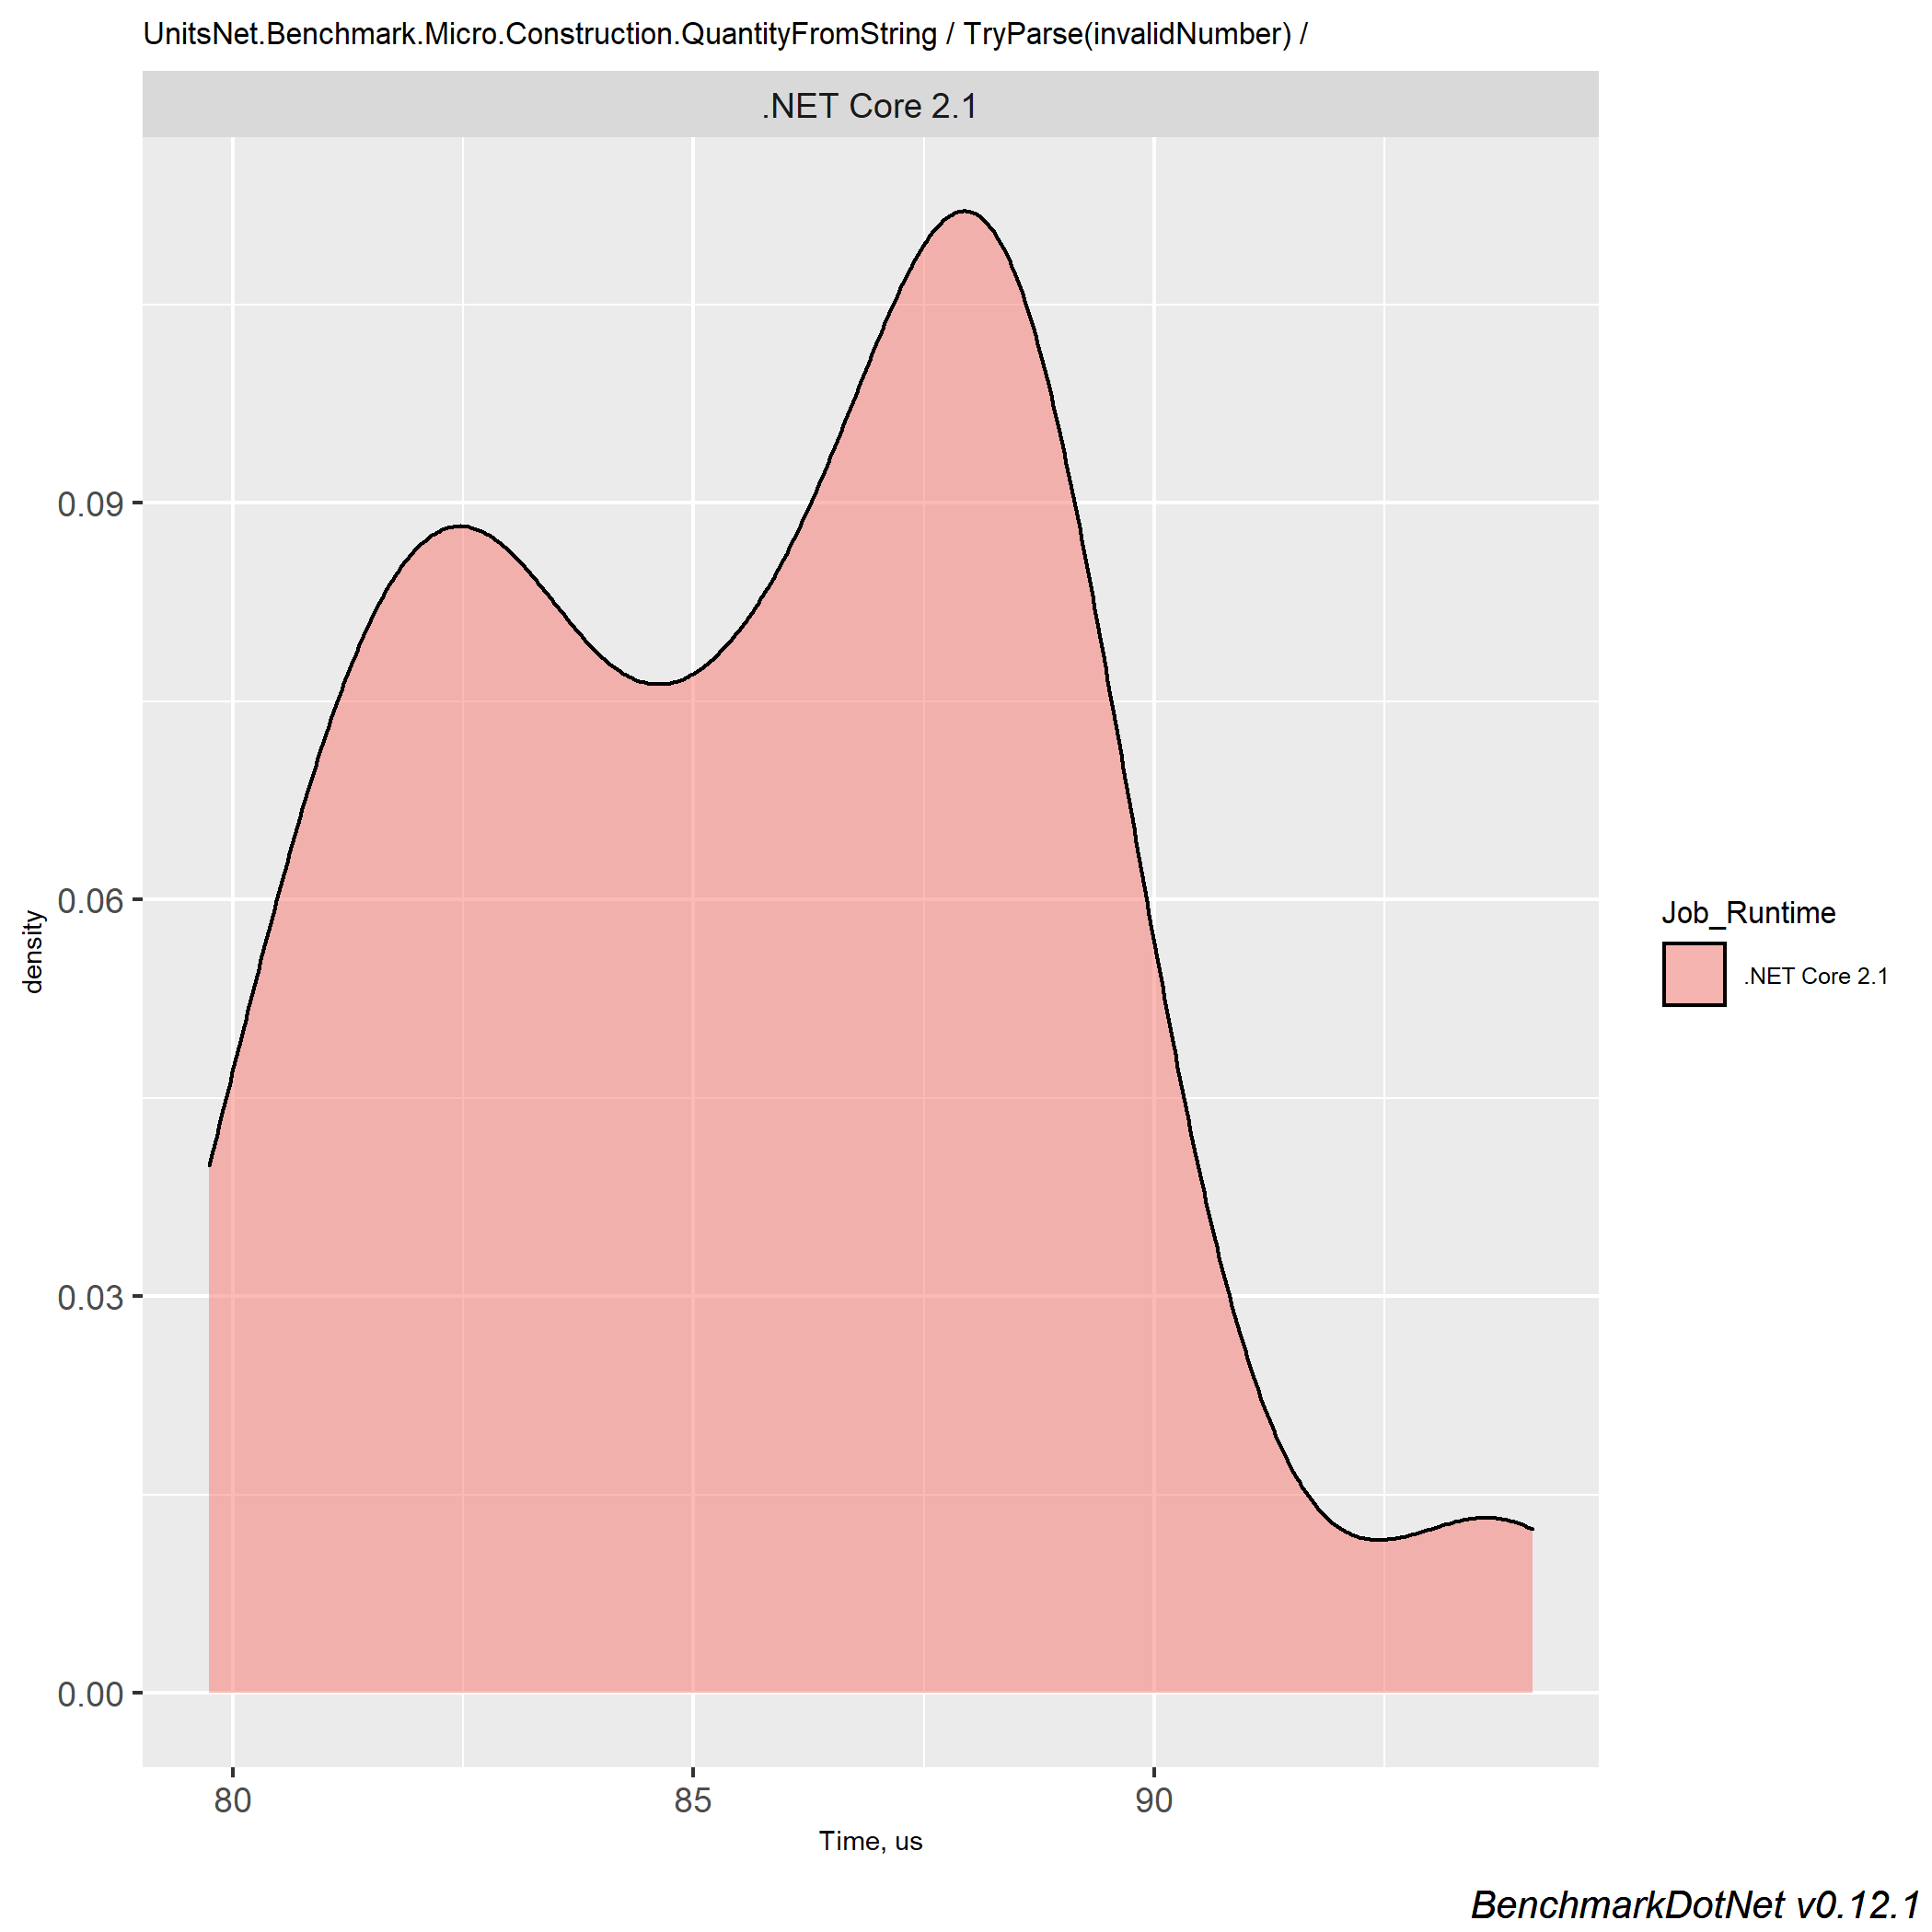 UnitsNet.Benchmark.Micro.Construction.QuantityFromString / TryParse(invalidNumber) /
.NET Core 2.1
0.09
0.06
0.03
0.00
density
80
85
90
Time, us
Job_Runtime
.NET Core 2.1
BenchmarkDotNet v0.12.1